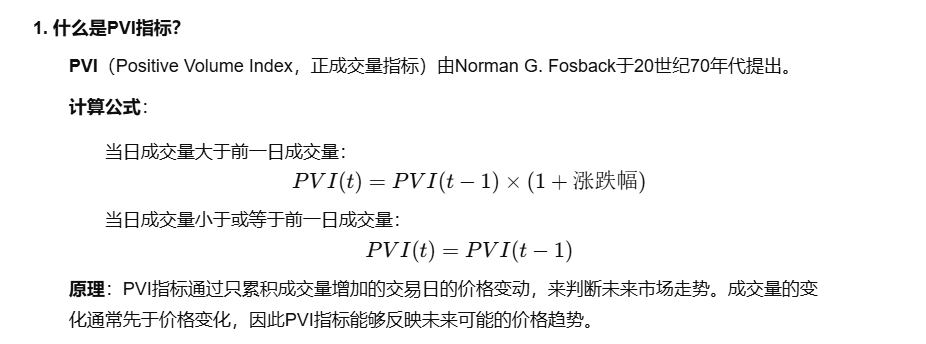 1. 什么是PVI指标?
PVI（Positive Volume Index，正成交量指标）由Norman G. Fosback于20世纪70年代提出。
计算公式：
当日成交量大于前一日成交量：
PVI(t) = PVI(t − 1) × (1 + 涨跌幅)
当日成交量小于或等于前一日成交量：
PVI(t) = PVI(t − 1)
原理：PVI指标通过只累积成交量增加的交易日的价格变动，来判断未来市场走势。成交量的变
化通常先于价格变化，因此PVI指标能够反映未来可能的价格趋势。